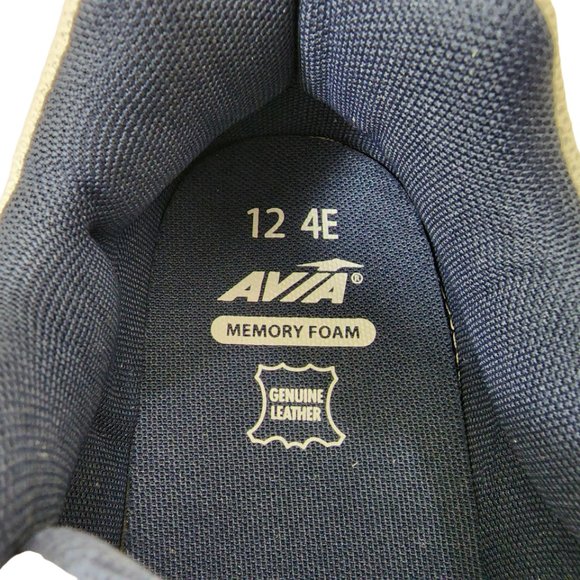 12 4E
AVIA®
MEMORY FOAM
GENUINE
LEATHER